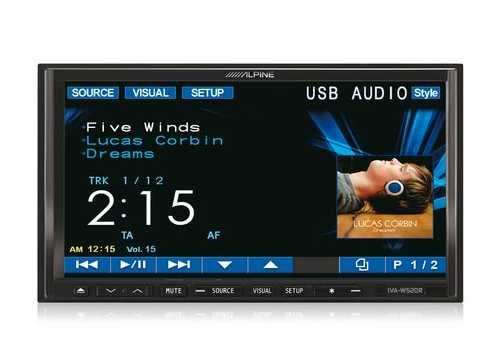 ALPINE
SOURCE VISUAL SETUP USB AUDIO Style
Five Winds
Lucas Corbin
Dreams
TRK 1 / 12
2:15
TA AF
LUCAS CORBIN
Dreams
AM 12:15 Vol. 15
P 1/2
MUTE SOURCE VISUAL SETUP IVA-W520R